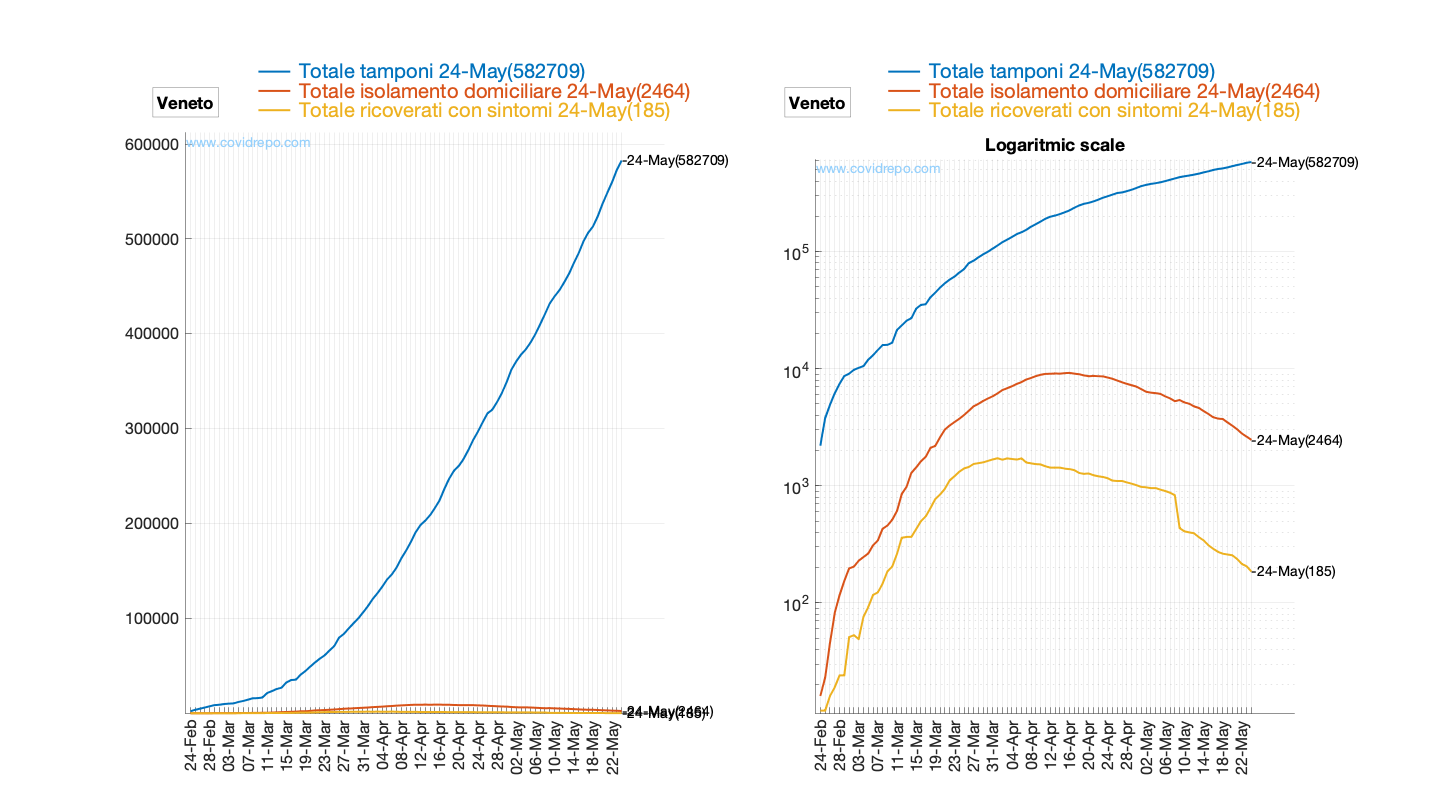 Totale tamponi 24-May(582709)
Totale isolamento domiciliare 24-May(2464)
Totale ricoverati con sintomi 24-May(185)
Veneto
www.covidrepo.com
600000
500000
400000
300000
200000
100000
24-May(582709)
24-May(2464)
24-May(185)
24-Feb
28-Feb
03-Mar
07-Mar
11-Mar
15-Mar
19-Mar
23-Mar
27-Mar
31-Mar
04-Apr
08-Apr
12-Apr
16-Apr
20-Apr
24-Apr
28-Apr
02-May
06-May
10-May
14-May
18-May
22-May
Totale tamponi 24-May(582709)
Totale isolamento domiciliare 24-May(2464)
Totale ricoverati con sintomi 24-May(185)
Veneto
Logaritmic scale
www.covidrepo.com
10^5
10^4
10^3
10^2
24-May(582709)
24-May(2464)
24-May(185)
24-Feb
28-Feb
03-Mar
07-Mar
11-Mar
15-Mar
19-Mar
23-Mar
27-Mar
31-Mar
04-Apr
08-Apr
12-Apr
16-Apr
20-Apr
24-Apr
28-Apr
02-May
06-May
10-May
14-May
18-May
22-May